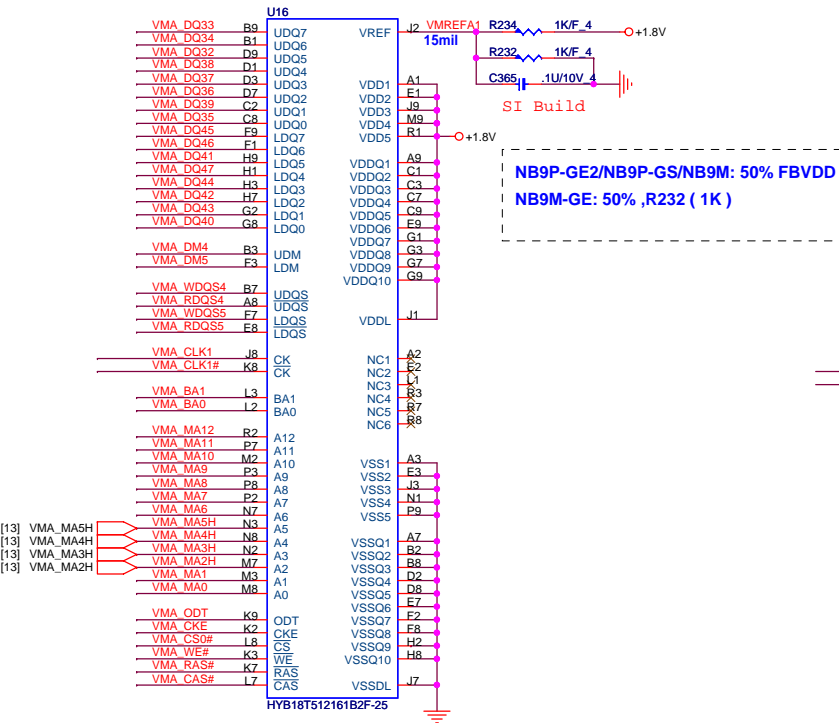 U16
VMA_DQ33 B9 UDQ7
VMA_DQ34 B1 UDQ6
VMA_DQ32 D9 UDQ5
VMA_DQ38 D1 UDQ4
VMA_DQ37 D3 UDQ3
VMA_DQ36 D7 UDQ2
VMA_DQ39 C2 UDQ1
VMA_DQ35 C8 UDQ0
VMA_DQ45 F9 LDQ7
VMA_DQ46 F1 LDQ6
VMA_DQ41 H9 LDQ5
VMA_DQ47 H1 LDQ4
VMA_DQ44 H3 LDQ3
VMA_DQ42 H7 LDQ2
VMA_DQ43 G2 LDQ1
VMA_DQ40 G8 LDQ0
VMA_DM4 B3 UDM
VMA_DM5 F3 LDM
VMA_WDQS4 B7 UDQS
VMA_RDQS4 A8 UDQS
VMA_WDQS5 F7 LDQS
VMA_RDQS5 E8 LDQS
VMA_CLK1 J8 CK
VMA_CLK1# K8 CK
VMA_BA1 L3 BA1
VMA_BA0 L2 BA0
VMA_MA12 R2 A12
VMA_MA11 P7 A11
VMA_MA10 M2 A10
VMA_MA9 P3 A9
VMA_MA8 P8 A8
VMA_MA7 P2 A7
VMA_MA6 N7 A6
[13] VMA_MA5H VMA_MA5H N3 A5
[13] VMA_MA4H VMA_MA4H N8 A4
[13] VMA_MA3H VMA_MA3H N2 A3
[13] VMA_MA2H VMA_MA2H M7 A2
VMA_MA1 M3 A1
VMA_MA0 M8 A0
VMA_ODT K9 ODT
VMA_CKE K2 CKE
VMA_CS0# L8 CS
VMA_WE# K3 WE
VMA_RAS# K7 RAS
VMA_CAS# L7 CAS
HYB18T512161B2F-25
VREF J2 VMREFA1
15mil
R234 1K/F_4 +1.8V
R232 1K/F_4
C365 .1U/10V_4
SI Build
VDD1 A1
VDD2 E1
VDD3 J9
VDD4 M9
VDD5 R1
+1.8V
VDDQ1 A9
VDDQ2 C1
VDDQ3 C3
VDDQ4 C7
VDDQ5 C9
VDDQ6 E9
VDDQ7 G1
VDDQ8 G3
VDDQ9 G7
VDDQ10 G9
VDDL J1
NC1 A2
NC2 E2
NC3 L1
NC4 R3
NC5 R7
NC6 R8
VSS1 A3
VSS2 E3
VSS3 J3
VSS4 N1
VSS5 P9
VSSQ1 A7
VSSQ2 B2
VSSQ3 B8
VSSQ4 D2
VSSQ5 D8
VSSQ6 E7
VSSQ7 F2
VSSQ8 F8
VSSQ9 H2
VSSQ10 H8
VSSDL J7
NB9P-GE2/NB9P-GS/NB9M: 50% FBVDD
NB9M-GE: 50% ,R232 ( 1K )